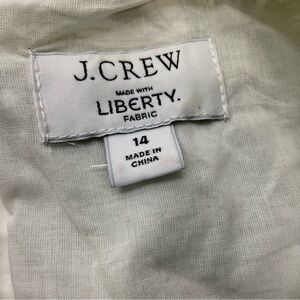 J.CREW
MADE WITH
LIBERTY.
FABRIC
14
MADE IN
CHINA